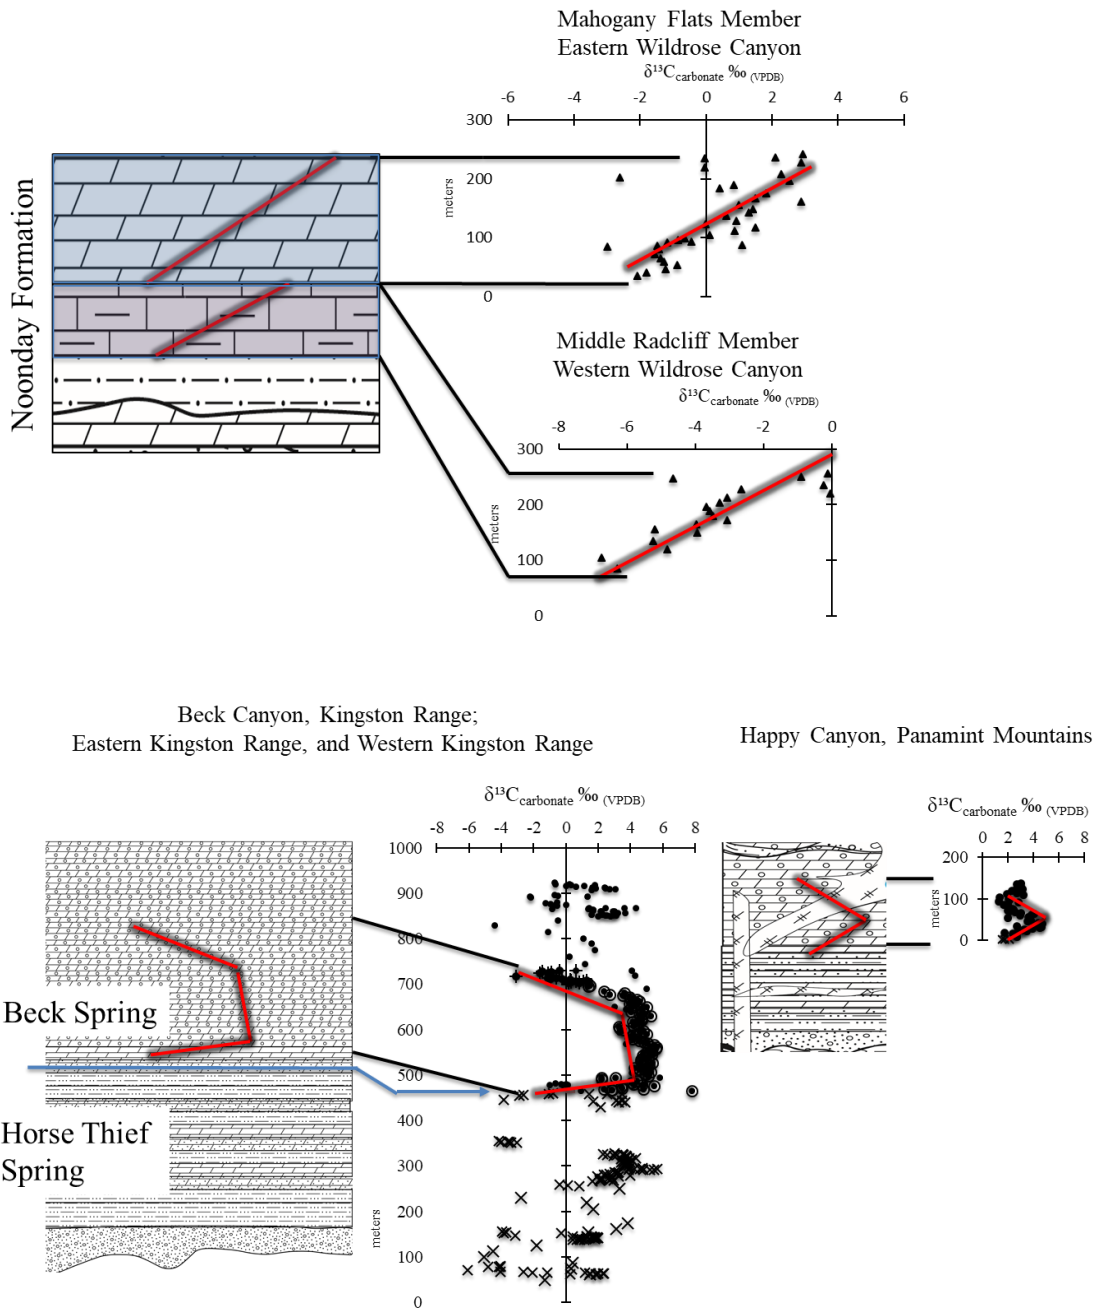 Mahogany Flats Member
Eastern Wildrose Canyon
δ¹³Ccarbonate ‰ (VPDB)
-6 -4 -2 0 2 4 6
300
200
100
0
meters
Noonday Formation
Middle Radcliff Member
Western Wildrose Canyon
δ¹³Ccarbonate ‰ (VPDB)
-8 -6 -4 -2 0
300
200
100
0
meters
Beck Canyon, Kingston Range;
Eastern Kingston Range, and Western Kingston Range
δ¹³Ccarbonate ‰ (VPDB)
-8 -6 -4 -2 0 2 4 6 8
1000
900
800
700
600
500
400
300
200
100
0
meters
Beck Spring
Horse Thief
Spring
Happy Canyon, Panamint Mountains
δ¹³Ccarbonate ‰ (VPDB)
0 2 4 6 8
200
100
0
meters